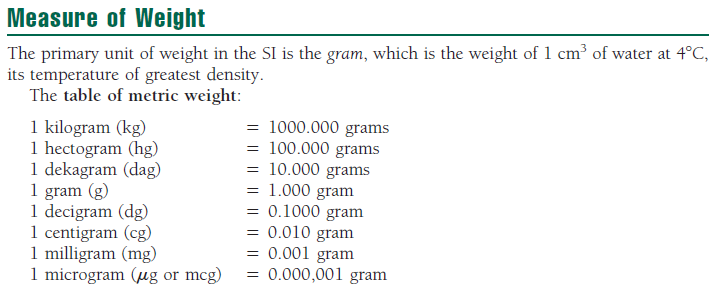 Measure of Weight
The primary unit of weight in the SI is the gram, which is the weight of 1 cm³ of water at 4°C,
its temperature of greatest density.
The table of metric weight:
1 kilogram (kg) = 1000.000 grams
1 hectogram (hg) = 100.000 grams
1 dekagram (dag) = 10.000 grams
1 gram (g) = 1.000 gram
1 decigram (dg) = 0.1000 gram
1 centigram (cg) = 0.010 gram
1 milligram (mg) = 0.001 gram
1 microgram (μg or mcg) = 0.000,001 gram